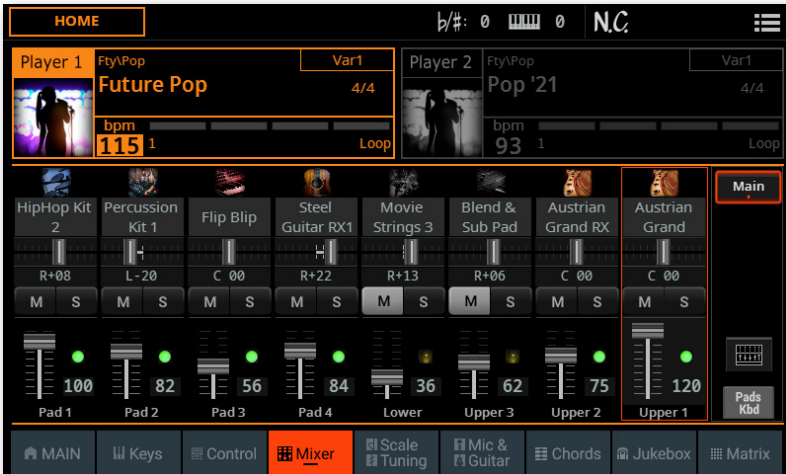 HOME
♭/#: 0 0 N.C.
Player 1 Fty\Pop Var1
Future Pop 4/4
bpm
115 1 Loop
Player 2 Fty\Pop Var1
Pop '21 4/4
bpm
93 1 Loop
HipHop Kit 2
Percussion Kit 1
Flip Blip
Steel Guitar RX1
Movie Strings 3
Blend & Sub Pad
Austrian Grand RX
Austrian Grand
Main
R+08 L-20 C 00 R+22 R+13 R+06 C 00 C 00
M S M S M S M S M S M S M S M S
100 82 56 84 36 62 75 120
Pad 1 Pad 2 Pad 3 Pad 4 Lower Upper 3 Upper 2 Upper 1
Pads
Kbd
MAIN Keys Control Mixer Scale Tuning Mic & Guitar Chords Jukebox Matrix